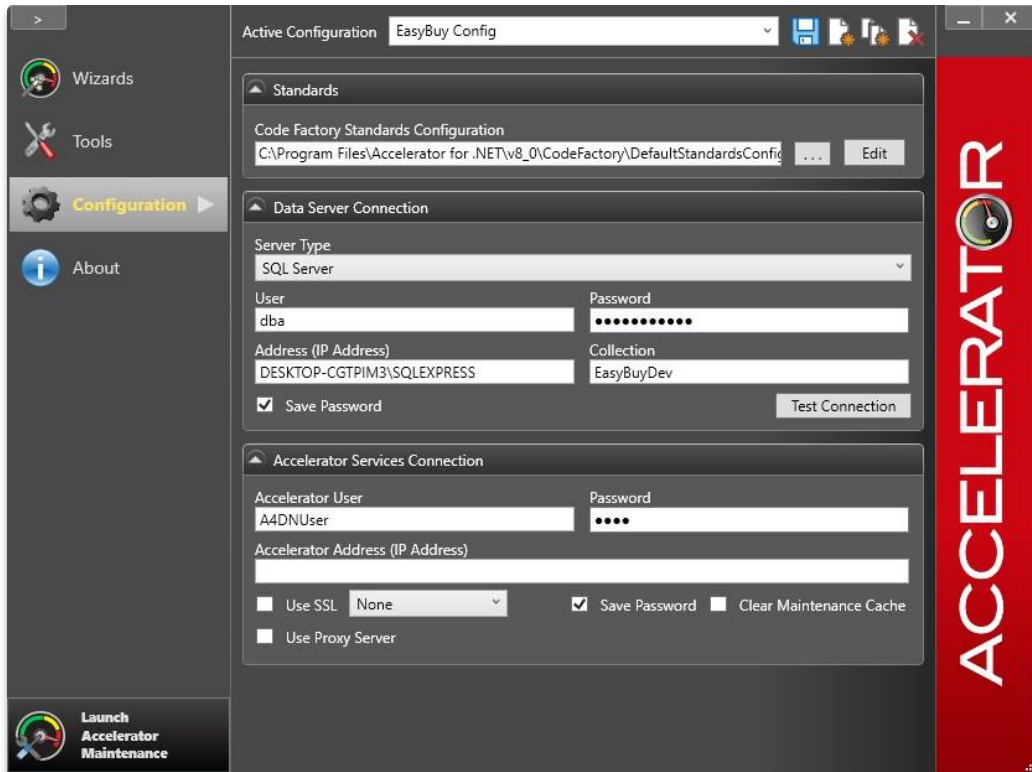 >
Active Configuration EasyBuy Config
Wizards
Tools
Configuration
About
Launch
Accelerator
Maintenance
Standards
Code Factory Standards Configuration
C:\Program Files\Accelerator for .NET\v8_0\CodeFactory\DefaultStandardsConfig ... Edit
Data Server Connection
Server Type
SQL Server
User Password
dba ●●●●●●●●●●●
Address (IP Address) Collection
DESKTOP-CGTPIM3\SQLEXPRESS EasyBuyDev
Save Password Test Connection
Accelerator Services Connection
Accelerator User Password
A4DNUser ●●●●
Accelerator Address (IP Address)
Use SSL None Save Password Clear Maintenance Cache
Use Proxy Server
ACCELERATOR